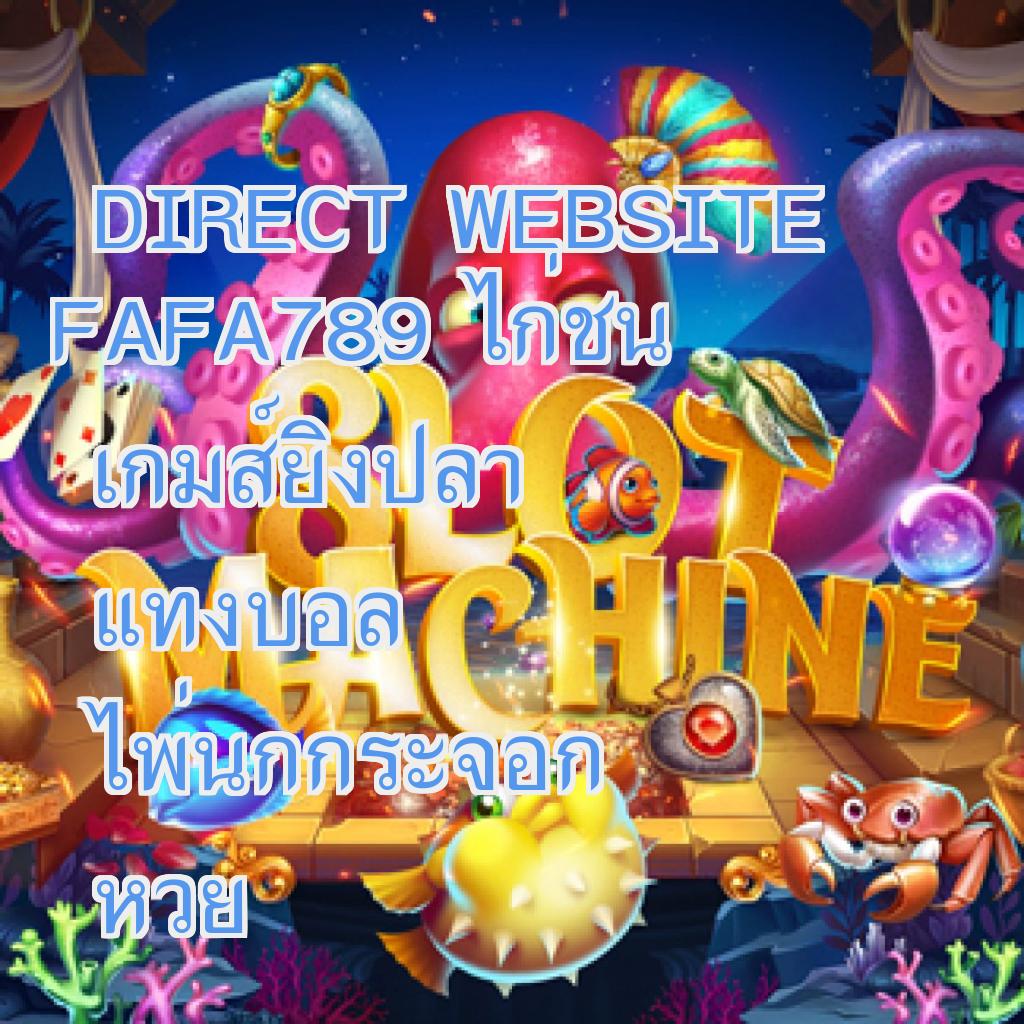 DIRECT WEBSITE
FAFA789 ไก่ชน
SLOT
เกมส์ยิงปลา
MACHINE
แทงบอล
ไพ่นกกระจอก
หวย